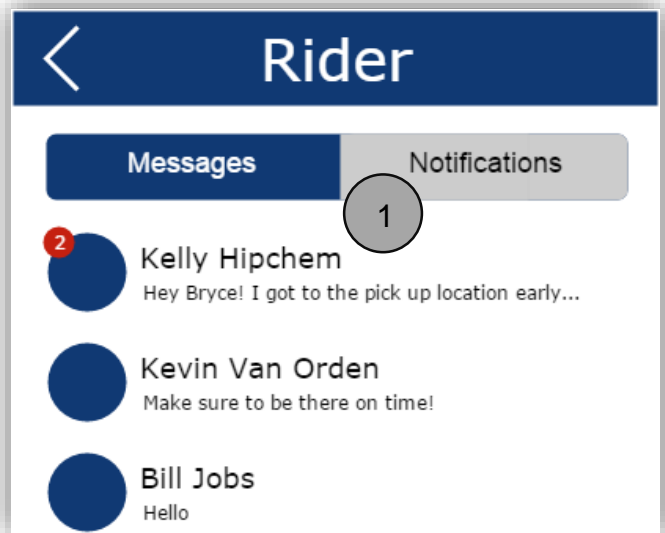 Rider
Messages Notifications
1
2
Kelly Hipchem
Hey Bryce! I got to the pick up location early...
Kevin Van Orden
Make sure to be there on time!
Bill Jobs
Hello